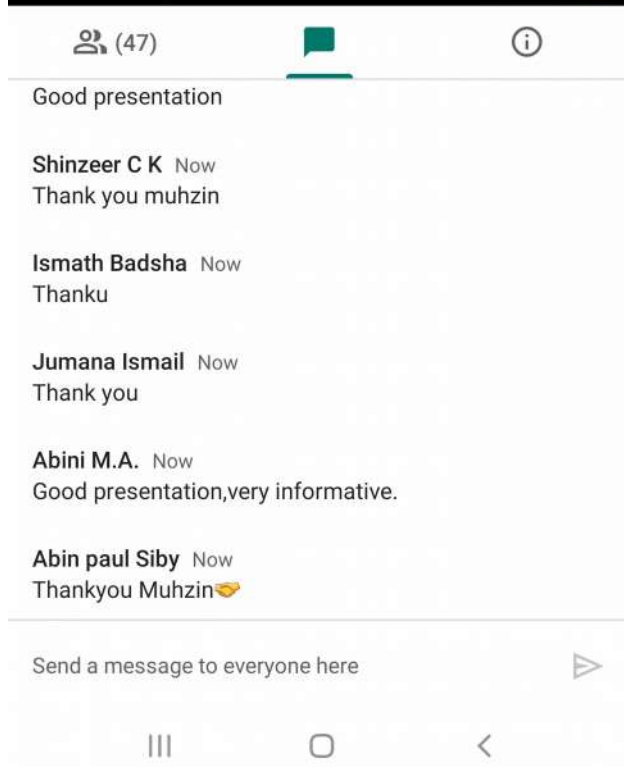 (47)
Good presentation
Shinzeer C K Now
Thank you muhzin
Ismath Badsha Now
Thanku
Jumana Ismail Now
Thank you
Abini M.A. Now
Good presentation,very informative.
Abin paul Siby Now
Thankyou Muhzin🤝
Send a message to everyone here